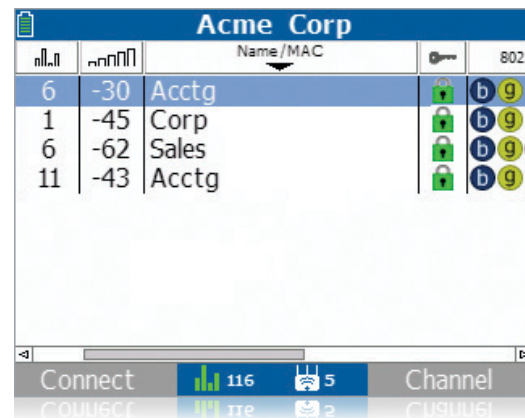 Acme Corp
Name/MAC 802
6 -30 Acctg b g
1 -45 Corp b g
6 -62 Sales b g
11 -43 Acctg b g
Connect 116 5 Channel